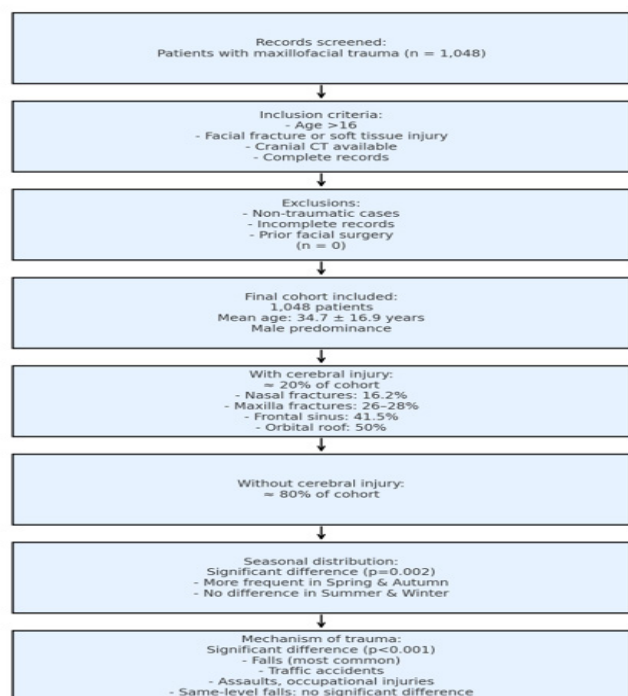 Records screened:
Patients with maxillofacial trauma (n = 1,048)
Inclusion criteria:
- Age >16
- Facial fracture or soft tissue injury
- Cranial CT available
- Complete records
Exclusions:
- Non-traumatic cases
- Incomplete records
- Prior facial surgery
(n = 0)
Final cohort included:
1,048 patients
Mean age: 34.7 ± 16.9 years
Male predominance
With cerebral injury:
≈ 20% of cohort
- Nasal fractures: 16.2%
- Maxilla fractures: 26–28%
- Frontal sinus: 41.5%
- Orbital roof: 50%
Without cerebral injury:
≈ 80% of cohort
Seasonal distribution:
Significant difference (p=0.002)
- More frequent in Spring & Autumn
- No difference in Summer & Winter
Mechanism of trauma:
Significant difference (p<0.001)
- Falls (most common)
- Traffic accidents
- Assaults, occupational injuries
- Same-level falls: no significant difference